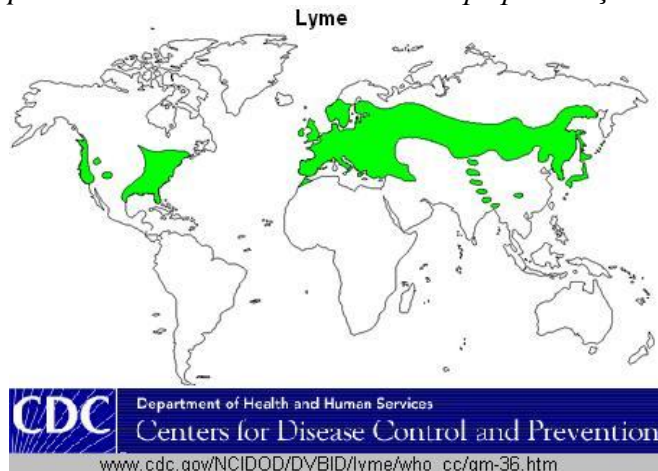 Lyme
CDC
Department of Health and Human Services
Centers for Disease Control and Prevention
www.cdc.gov/NCIDOD/DVBID/lyme/who_cc/gm-36.htm